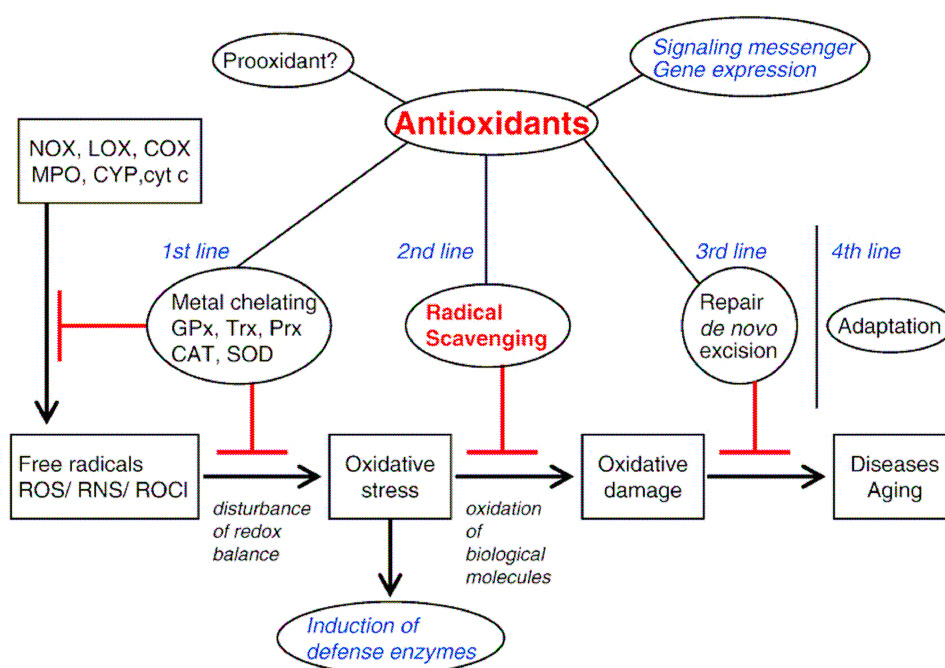 Prooxidant?
Signaling messenger
Gene expression
Antioxidants
NOX, LOX, COX
MPO, CYP,cyt c
1st line
2nd line
3rd line
4th line
Metal chelating
GPx, Trx, Prx
CAT, SOD
Radical
Scavenging
Repair
de novo
excision
Adaptation
Free radicals
ROS/ RNS/ ROCl
disturbance
of redox
balance
Oxidative
stress
oxidation
of
biological
molecules
Oxidative
damage
Diseases
Aging
Induction of
defense enzymes